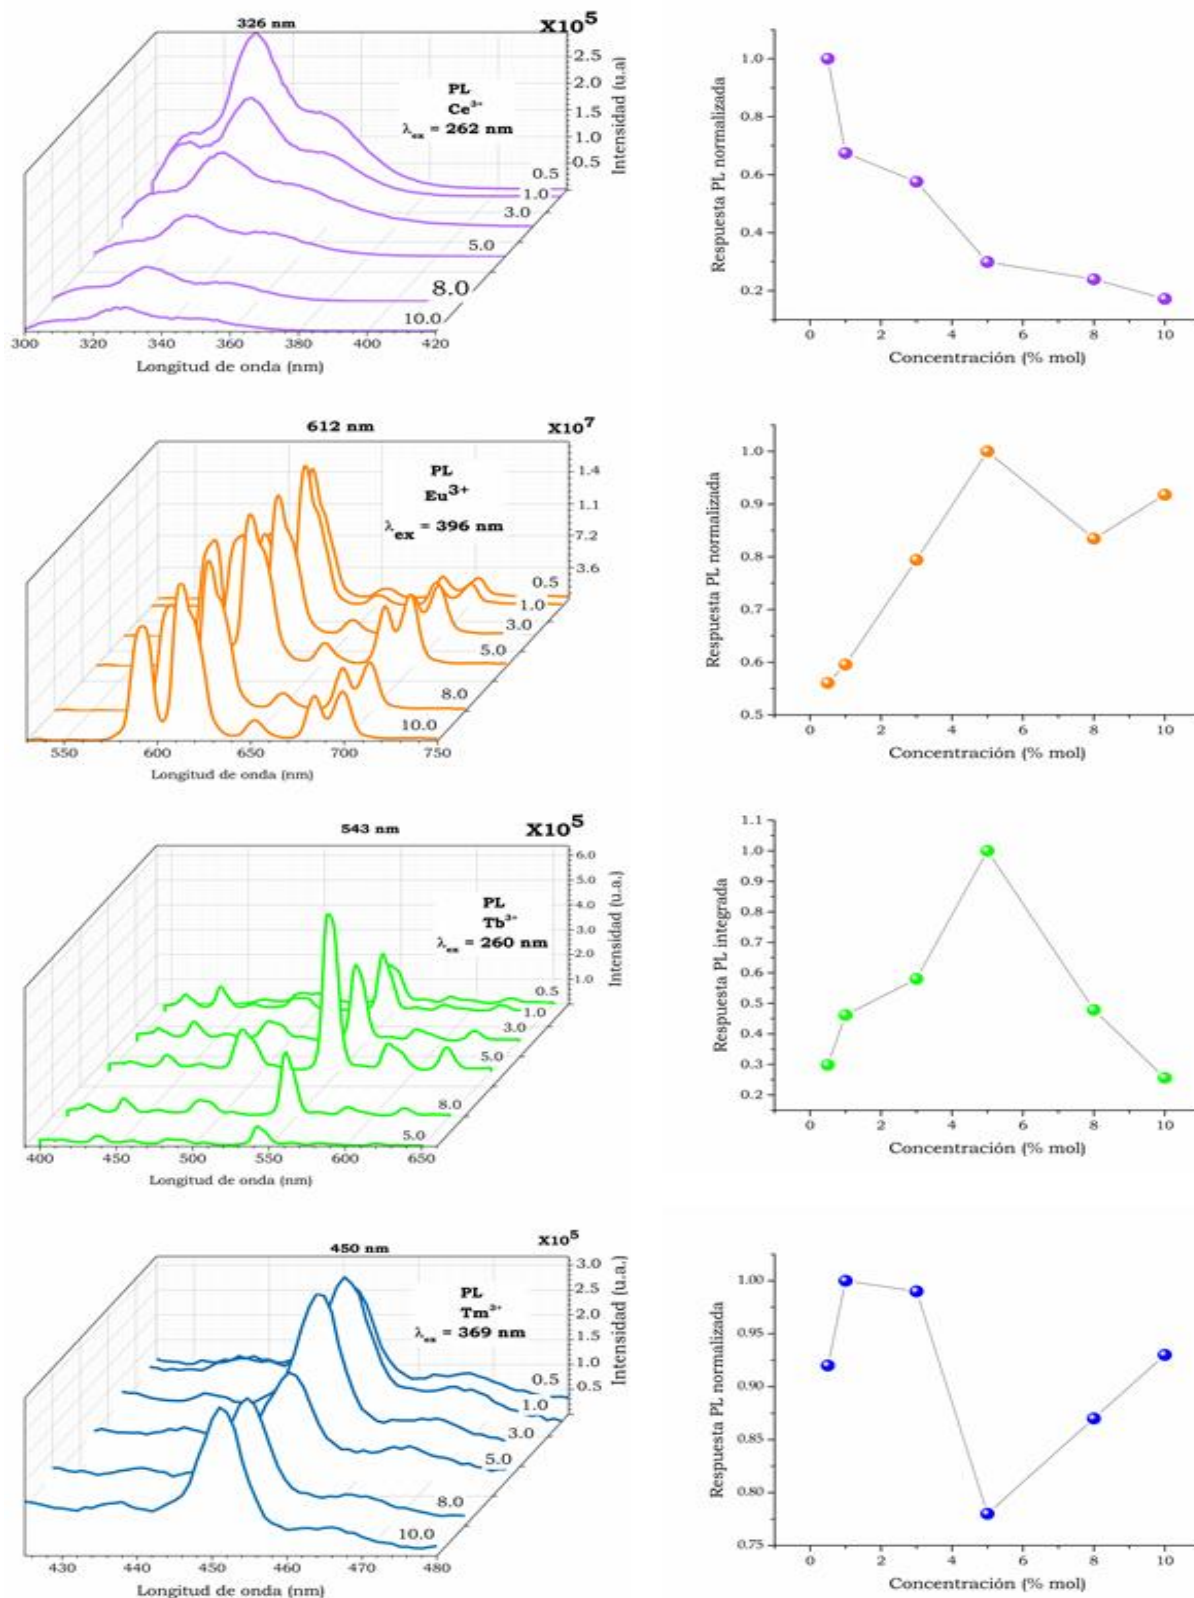 326 nm
X10⁵
2.5
2.0
1.5
1.0
0.5
Intensidad (u.a)
PL
Ce³⁺
λex = 262 nm
0.5
1.0
3.0
5.0
8.0
10.0
300 320 340 360 380 400 420
Longitud de onda (nm)
1.0
0.8
0.6
0.4
0.2
Respuesta PL normalizada
0 2 4 6 8 10
Concentración (% mol)
612 nm
X10⁷
1.4
1.1
7.2
3.6
PL
Eu³⁺
λex = 396 nm
0.5
1.0
3.0
5.0
8.0
10.0
550 600 650 700 750
Longitud de onda (nm)
1.0
0.9
0.8
0.7
0.6
0.5
Respuesta PL normalizada
0 2 4 6 8 10
Concentración (% mol)
543 nm
X10⁵
6.0
5.0
4.0
3.0
2.0
1.0
Intensidad (u.a.)
PL
Tb³⁺
λex = 260 nm
0.5
1.0
3.0
5.0
8.0
5.0
400 450 500 550 600 650
Longitud de onda (nm)
1.1
1.0
0.9
0.8
0.7
0.6
0.5
0.4
0.3
0.2
Respuesta PL integrada
0 2 4 6 8 10
Concentración (% mol)
450 nm
X10⁵
3.0
2.5
2.0
1.5
1.0
0.5
Intensidad (u.a.)
PL
Tm³⁺
λex = 369 nm
0.5
1.0
3.0
5.0
8.0
10.0
430 440 450 460 470 480
Longitud de onda (nm)
1.00
0.95
0.90
0.85
0.80
0.75
Respuesta PL normalizada
0 2 4 6 8 10
Concentración (% mol)